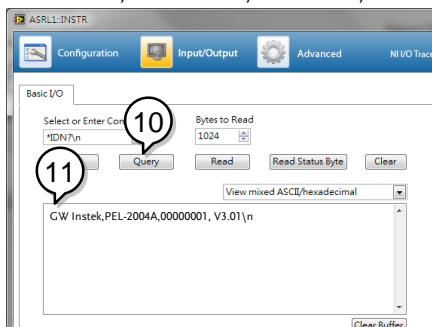 ASRL1::INSTR
Configuration Input/Output Advanced NI I/O Trace
Basic I/O
Select or Enter Bytes to Read
*IDN?\n 1024
10
Query Read Read Status Byte Clear
11
View mixed ASCII/hexadecimal
GW Instek,PEL-2004A,00000001, V3.01\n
Clear Buffer